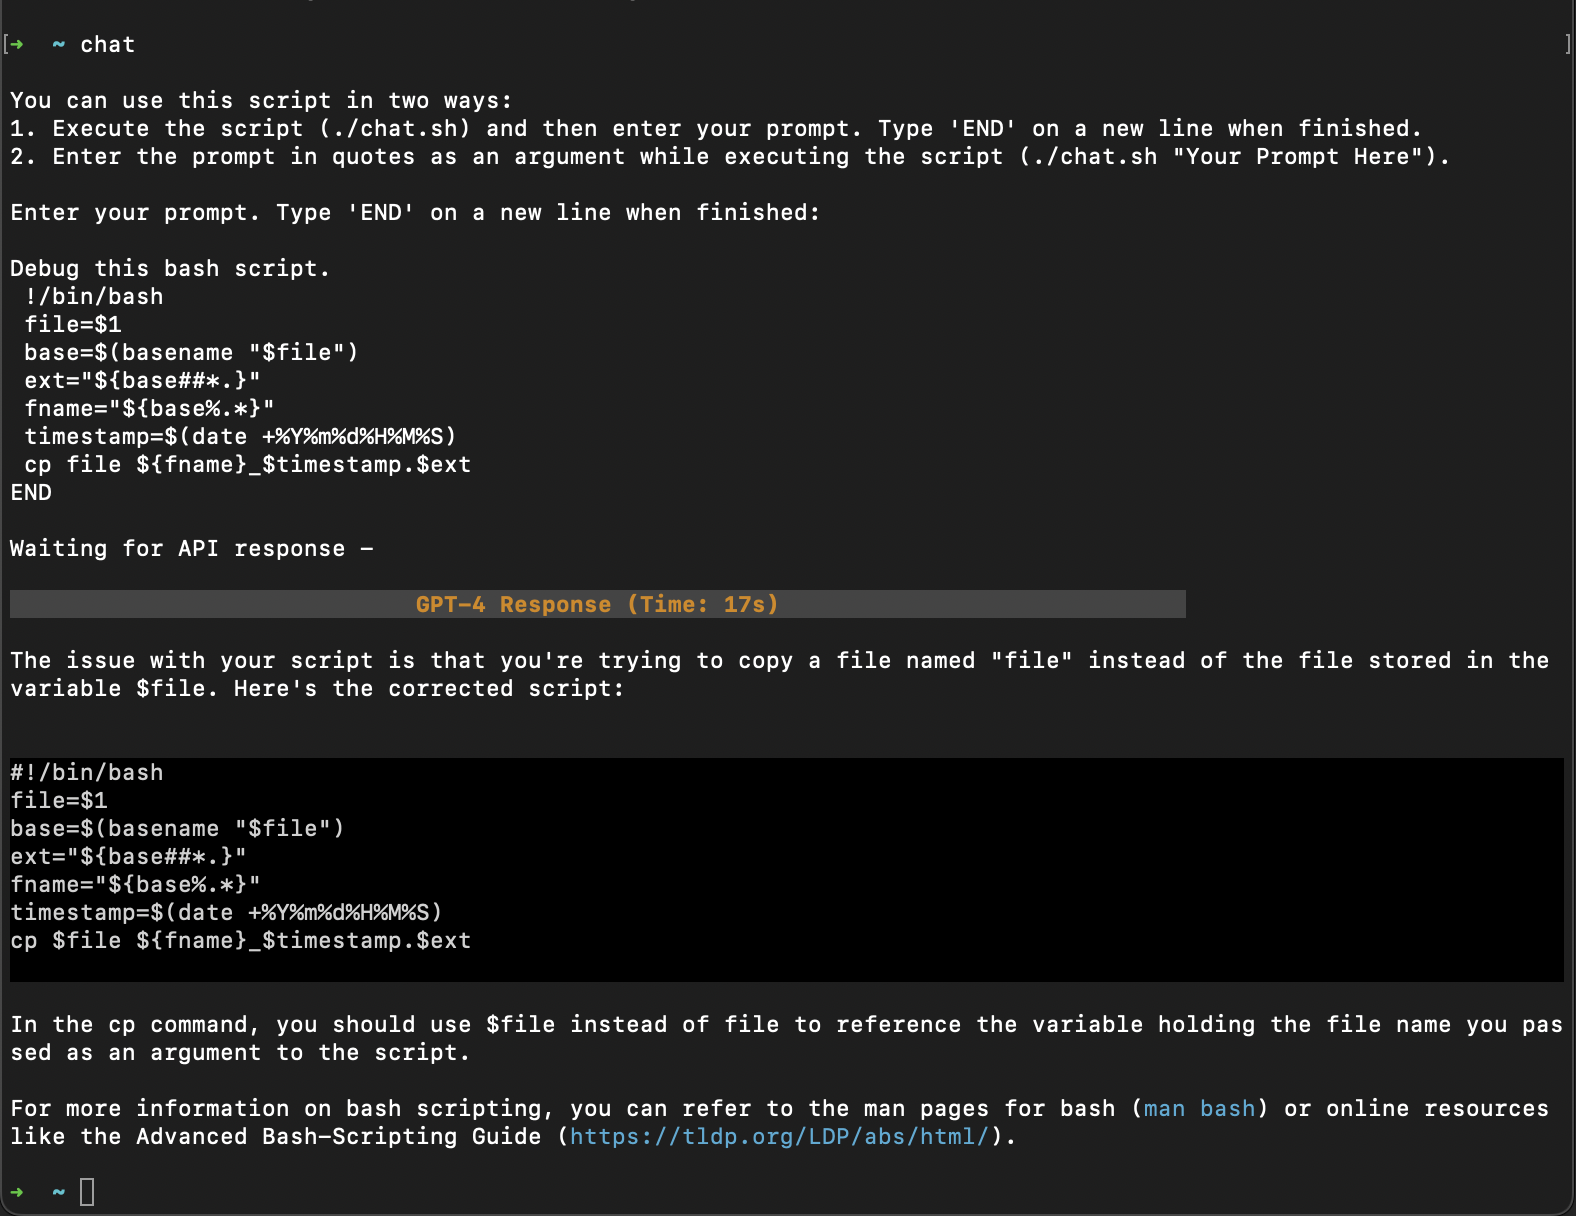 [➜  ~ chat ]
You can use this script in two ways:
1. Execute the script (./chat.sh) and then enter your prompt. Type 'END' on a new line when finished.
2. Enter the prompt in quotes as an argument while executing the script (./chat.sh "Your Prompt Here").
Enter your prompt. Type 'END' on a new line when finished:
Debug this bash script.
 !/bin/bash
 file=$1
 base=$(basename "$file")
 ext="${base##*.}"
 fname="${base%.*}"
 timestamp=$(date +%Y%m%d%H%M%S)
 cp file ${fname}_$timestamp.$ext
END
Waiting for API response -
GPT-4 Response (Time: 17s)
The issue with your script is that you're trying to copy a file named "file" instead of the file stored in the
variable $file. Here's the corrected script:
#!/bin/bash
file=$1
base=$(basename "$file")
ext="${base##*.}"
fname="${base%.*}"
timestamp=$(date +%Y%m%d%H%M%S)
cp $file ${fname}_$timestamp.$ext
In the cp command, you should use $file instead of file to reference the variable holding the file name you pas
sed as an argument to the script.
For more information on bash scripting, you can refer to the man pages for bash (man bash) or online resources
like the Advanced Bash-Scripting Guide (https://tldp.org/LDP/abs/html/).
➜  ~